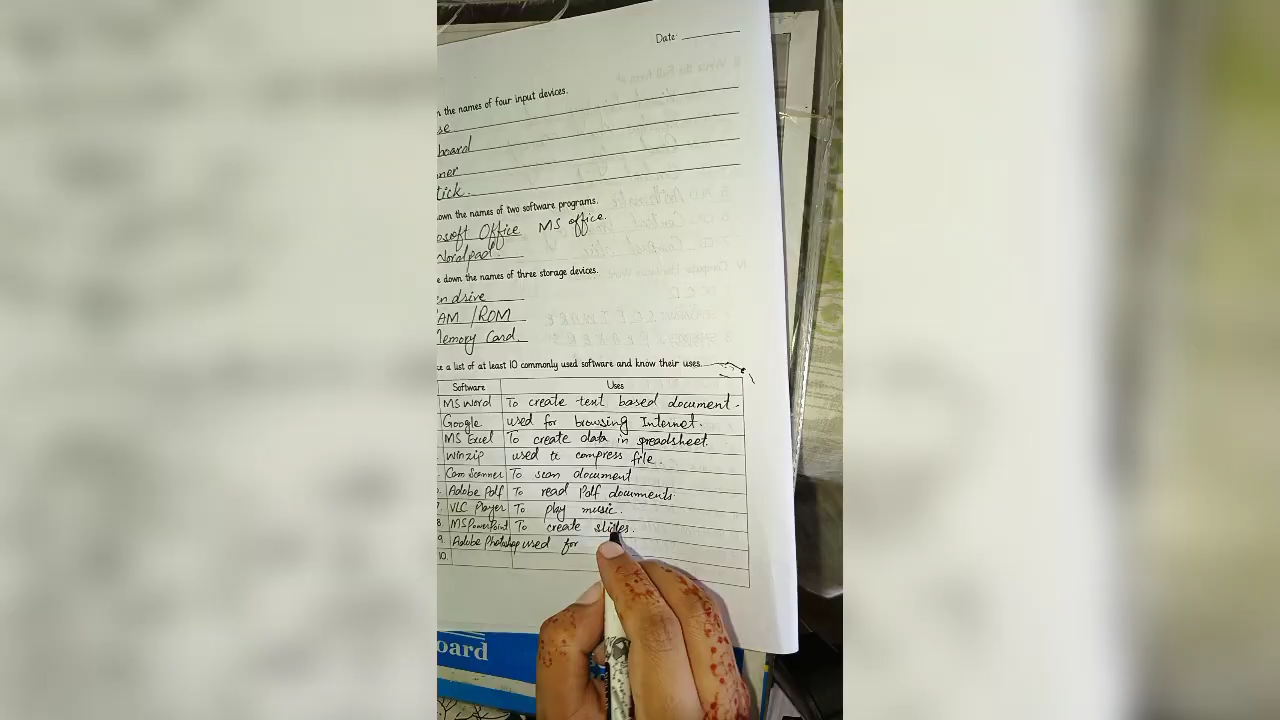 Date:
the names of four input devices.
se
board
ner
tick.
own the names of two software programs.
osoft Office MS office.
Wordpad.
e down the names of three storage devices.
en drive
AM /ROM
Memory Card.
e a list of at least 10 commonly used software and know their uses.
Software Uses
MS Word To create text based document.
Google used for browsing Internet.
MS Excel To create data in spreadsheet.
Winzip used to compress file.
Cam Scanner To scan document
Adobe Pdf To read Pdf documents.
7. VLC Player To play music.
8. MS PowerPoint To create slides.
9. Adobe Photoshop used for
10.
oard